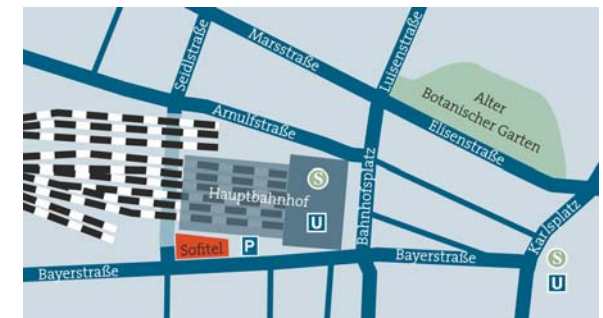 Marsstraße
Seidlstraße
Luisenstraße
Alter
Botanischer Garten
Arnulfstraße
Elisenstraße
S
Hauptbahnhof
U
Bahnhofsplatz
Karlsplatz
Sofitel
P
Bayerstraße
Bayerstraße
S
U